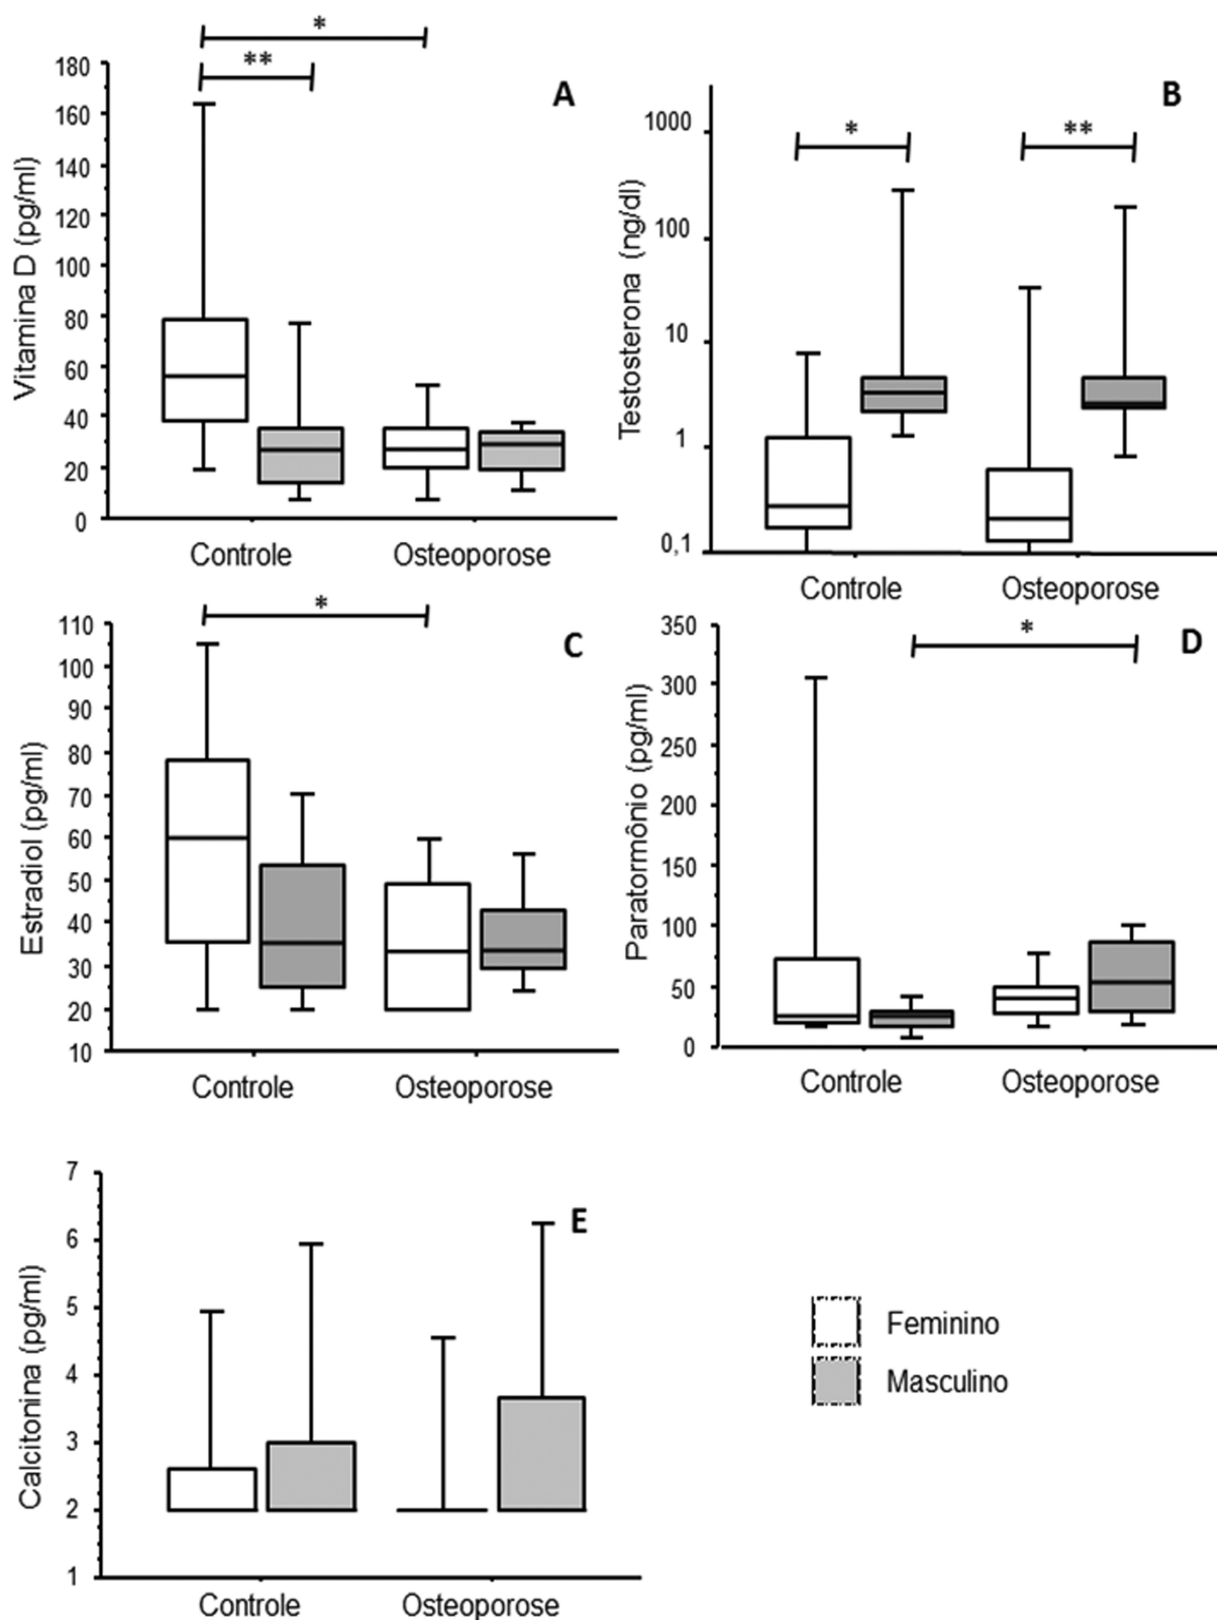 *
**
A
Vitamina D (pg/ml)
180
160
140
120
100
80
60
40
20
0
Controle
Osteoporose
B
*
**
Testosterona (ng/dl)
1000
100
10
1
0,1
Controle
Osteoporose
*
C
Estradiol (pg/ml)
110
100
90
80
70
60
50
40
30
20
10
Controle
Osteoporose
*
D
Paratormônio (pg/ml)
350
300
250
200
150
100
50
0
Controle
Osteoporose
E
Calcitonina (pg/ml)
7
6
5
4
3
2
1
Controle
Osteoporose
Feminino
Masculino